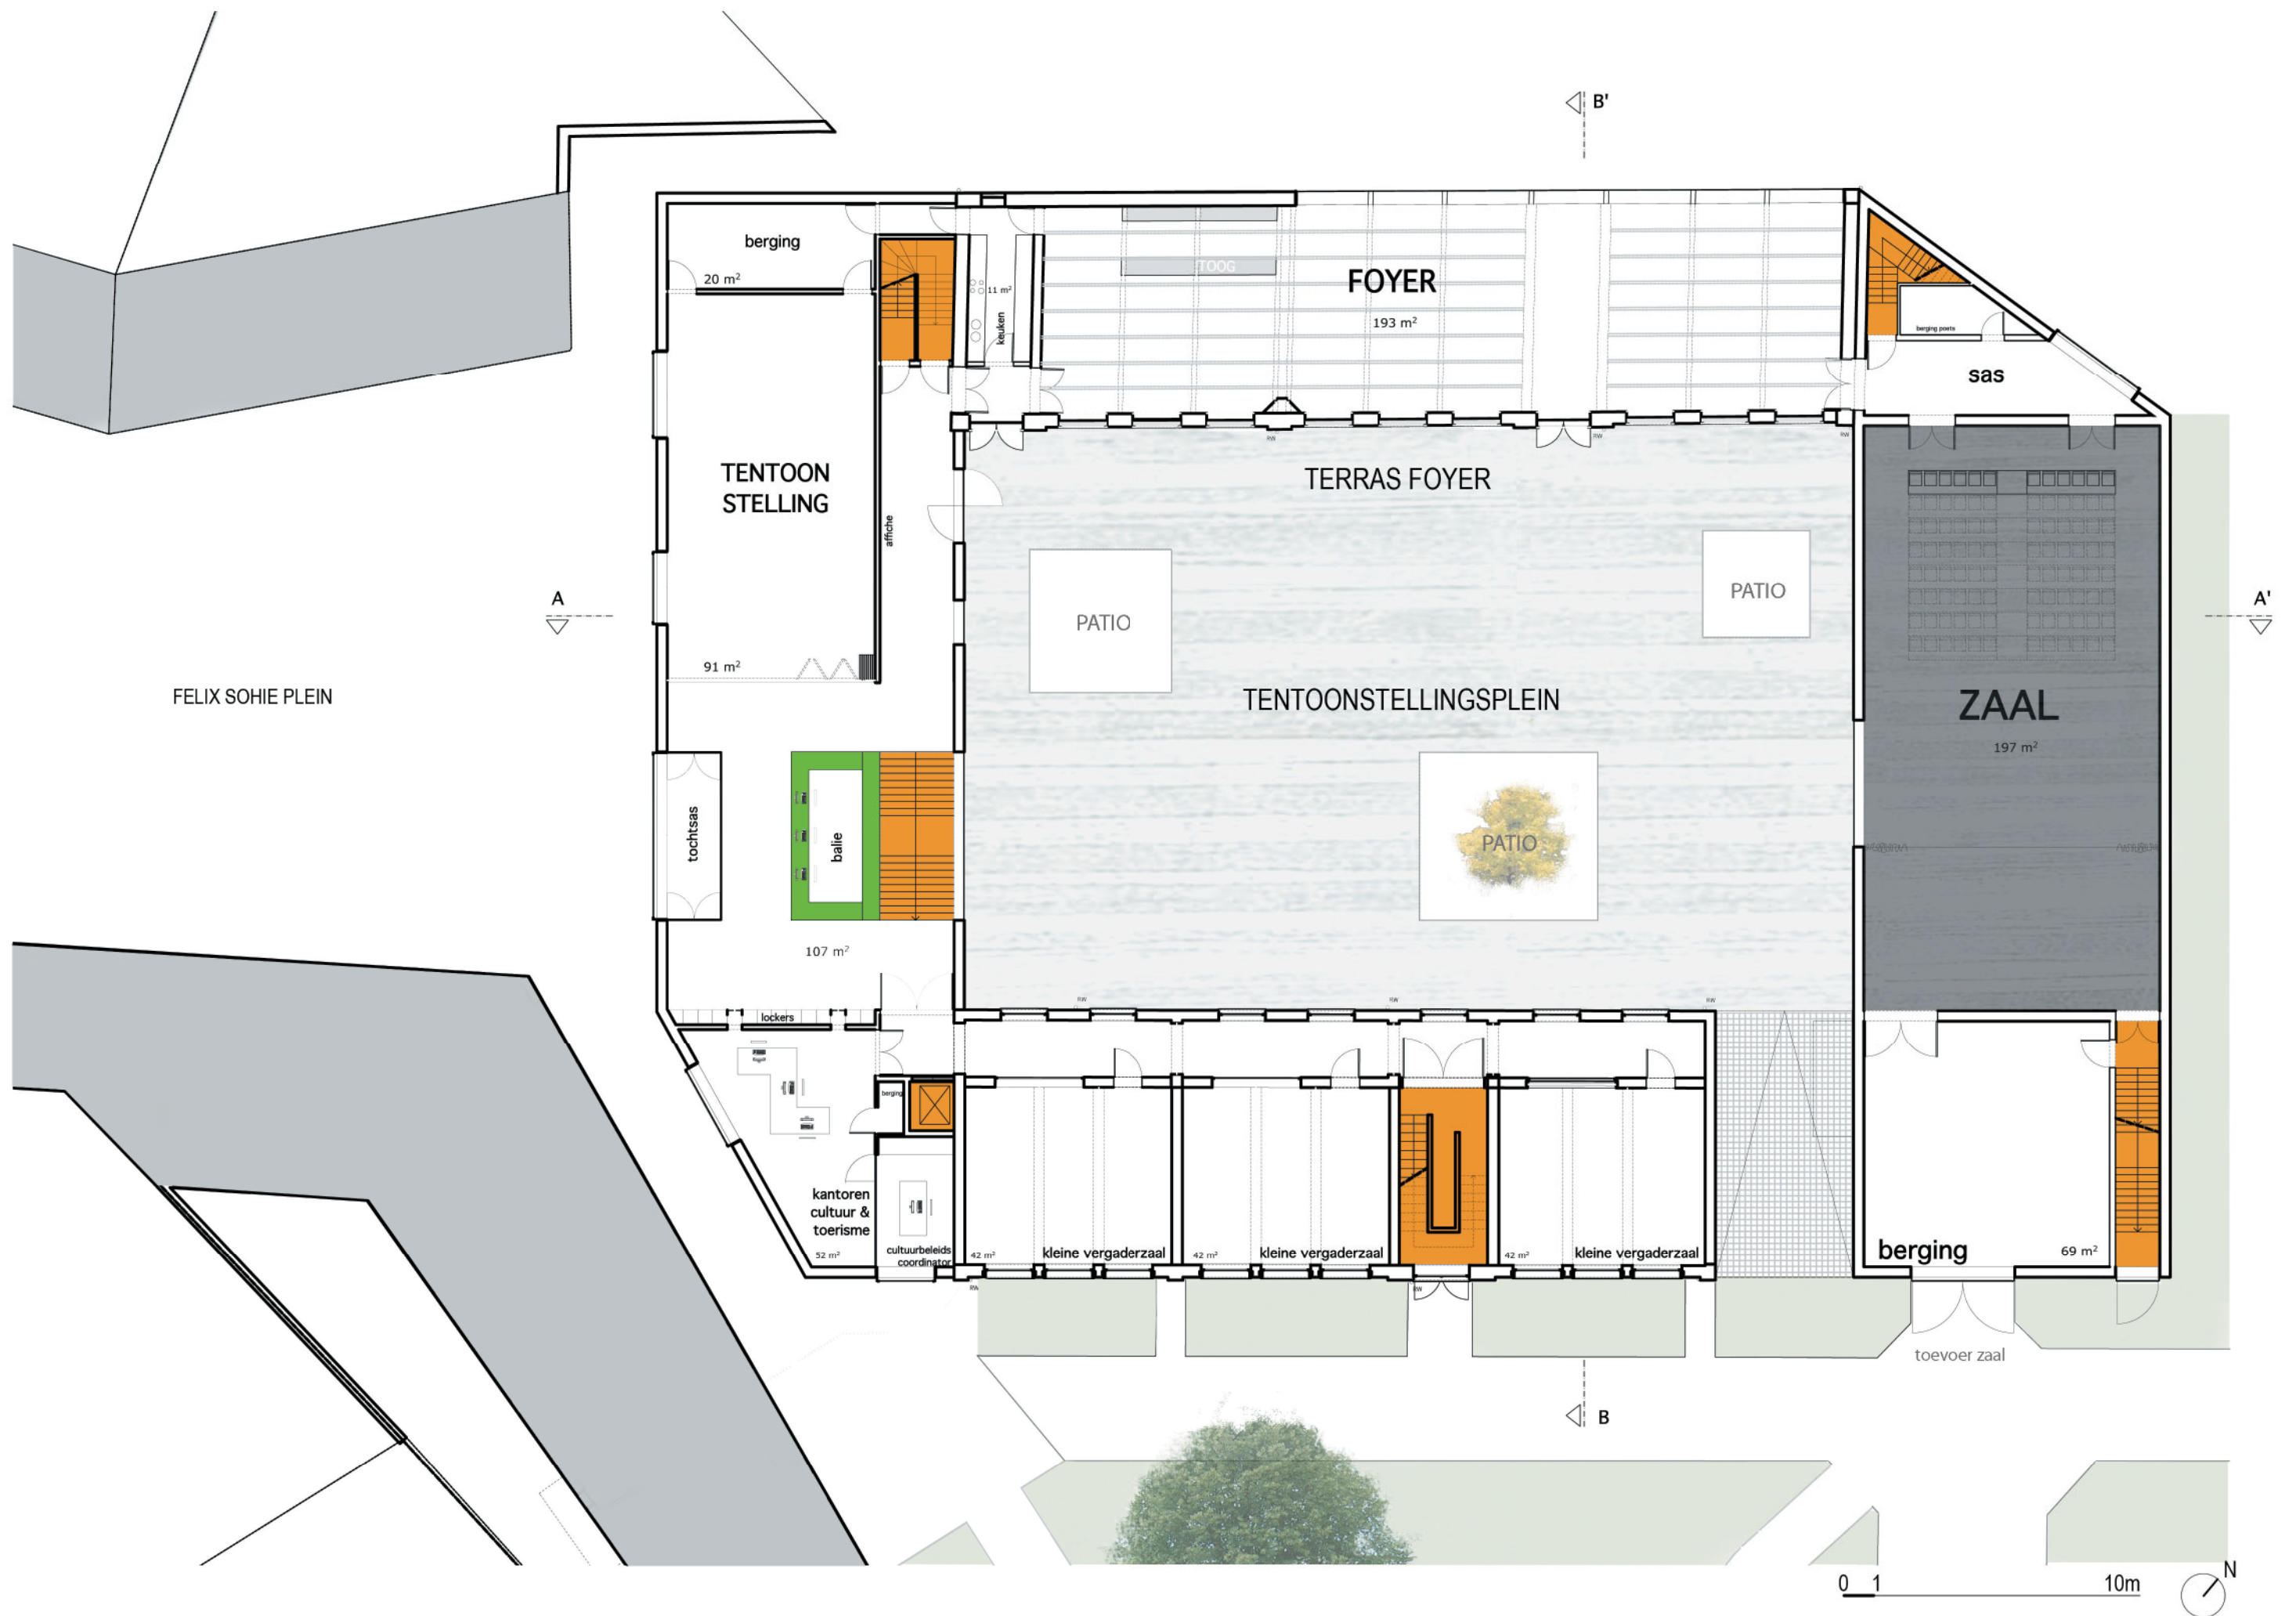 B'
berging
20 m²
11 m²
keuken
TOOG
FOYER
193 m²
berging poets
sas
TENTOON
STELLING
affiche
91 m²
RW
RW
RW
TERRAS FOYER
PATIO
PATIO
A
A'
FELIX SOHIE PLEIN
TENTOONSTELLINGSPLEIN
ZAAL
197 m²
tochtsas
balie
PATIO
107 m²
lockers
RW
RW
RW
berging
kantoren
cultuur &
toerisme
52 m²
cultuurbeleids
coordinator
42 m²
kleine vergaderzaal
42 m²
kleine vergaderzaal
42 m²
kleine vergaderzaal
berging
69 m²
RW
RW
toevoer zaal
B
0 1 10m
N